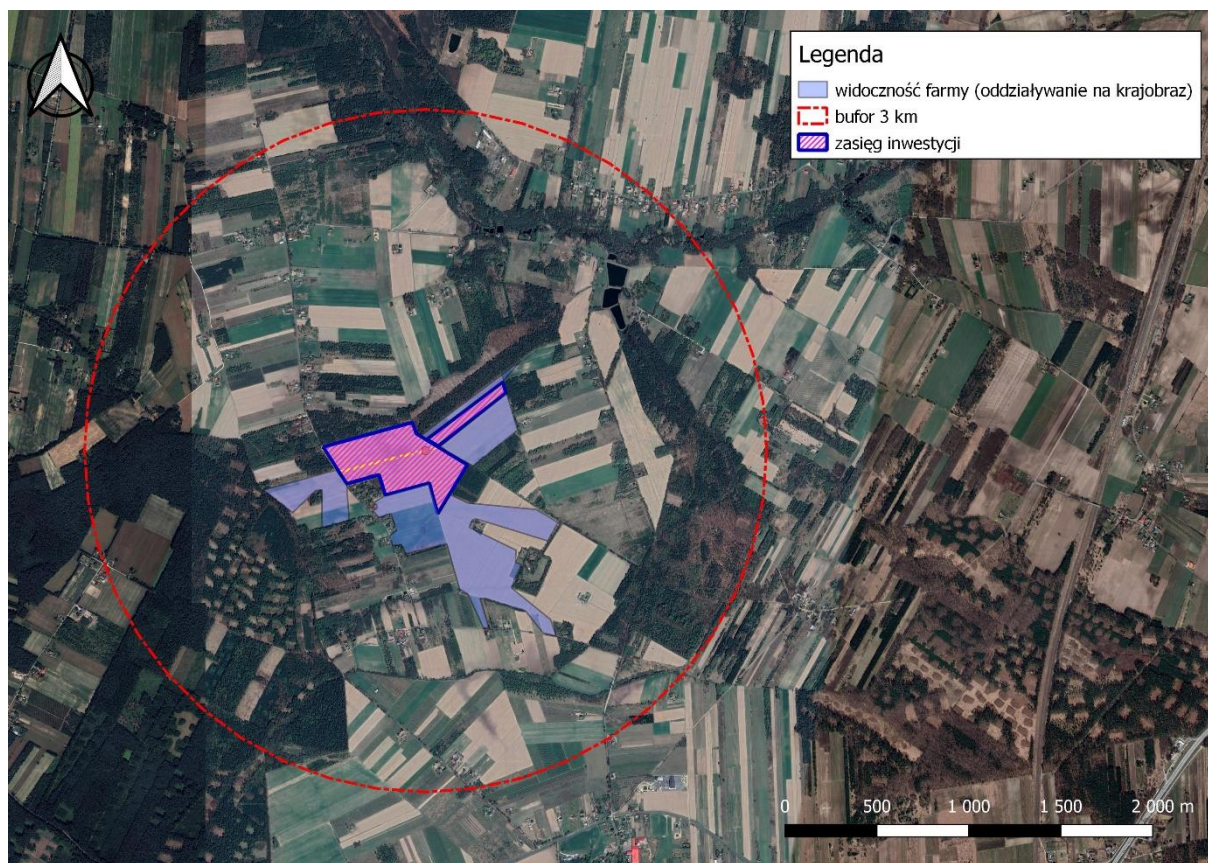 Legenda
widoczność farmy (oddziaływanie na krajobraz)
bufor 3 km
zasięg inwestycji
0 500 1 000 1 500 2 000 m